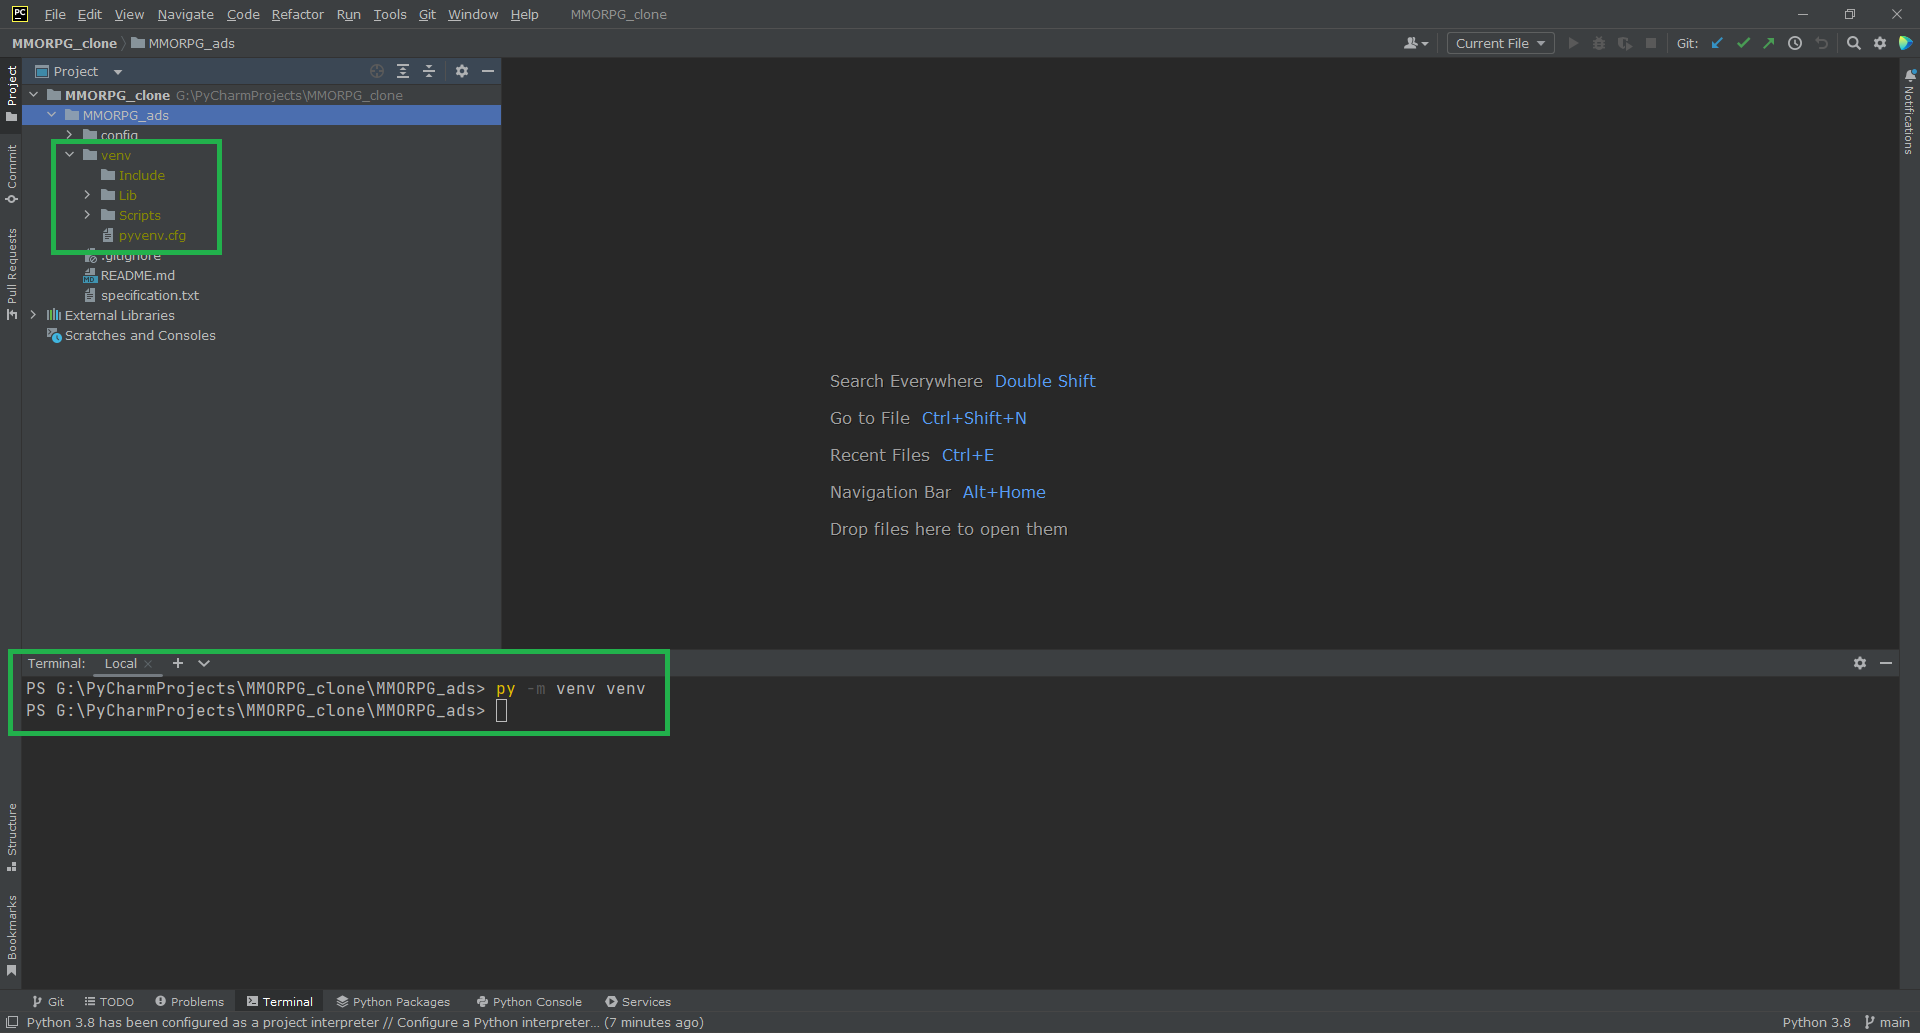 PC File Edit View Navigate Code Refactor Run Tools Git Window Help MMORPG_clone
MMORPG_clone MMORPG_ads Current File Git:
Project
MMORPG_clone G:\PyCharmProjects\MMORPG_clone
MMORPG_ads
config
venv
Include
Lib
Scripts
pyvenv.cfg
.gitignore
README.md
specification.txt
External Libraries
Scratches and Consoles
Project
Commit
Pull Requests
Structure
Bookmarks
Notifications
Search Everywhere Double Shift
Go to File Ctrl+Shift+N
Recent Files Ctrl+E
Navigation Bar Alt+Home
Drop files here to open them
Terminal: Local
PS G:\PyCharmProjects\MMORPG_clone\MMORPG_ads> py -m venv venv
PS G:\PyCharmProjects\MMORPG_clone\MMORPG_ads>
Git TODO Problems Terminal Python Packages Python Console Services
Python 3.8 has been configured as a project interpreter // Configure a Python interpreter... (7 minutes ago) Python 3.8 main